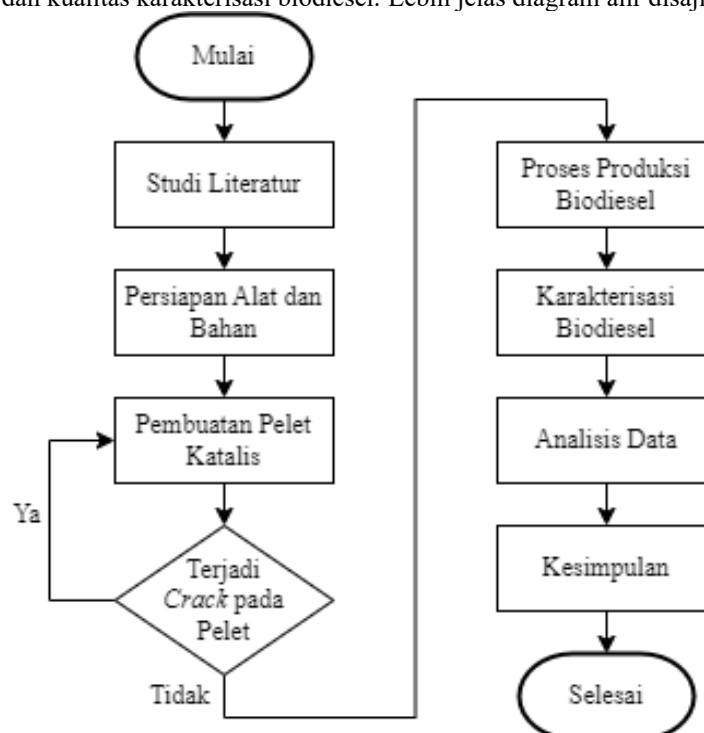 dan kualitas karakterisasi biodiesel. Lebih jelas diagram alir disaji
Mulai
Studi Literatur
Persiapan Alat dan
Bahan
Pembuatan Pelet
Katalis
Ya
Terjadi
Crack pada
Pelet
Tidak
Proses Produksi
Biodiesel
Karakterisasi
Biodiesel
Analisis Data
Kesimpulan
Selesai